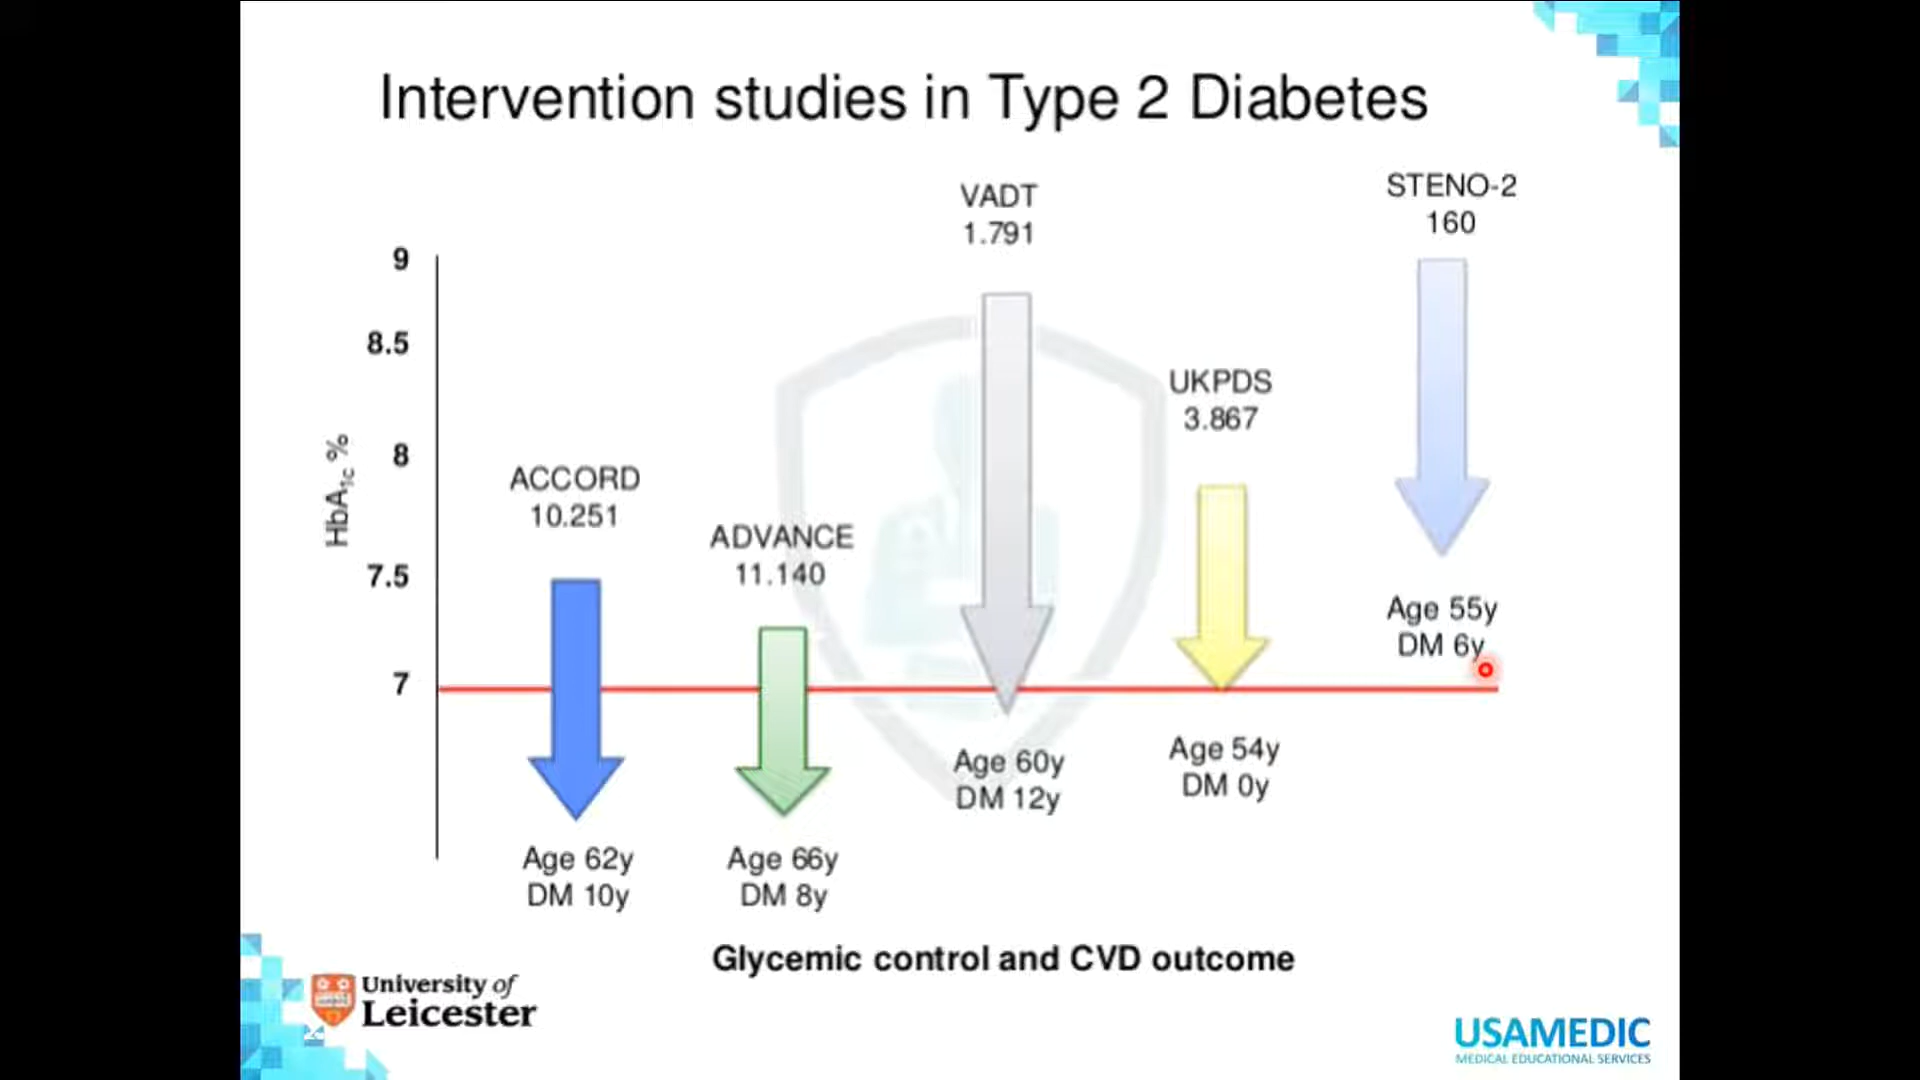 Intervention studies in Type 2 Diabetes
VADT
1.791
STENO-2
160
9
8.5
8
7.5
7
HbA1c %
UKPDS
3.867
ACCORD
10.251
ADVANCE
11.140
Age 55y
DM 6y
Age 60y
DM 12y
Age 54y
DM 0y
Age 62y
DM 10y
Age 66y
DM 8y
Glycemic control and CVD outcome
University of
Leicester
USAMEDIC
MEDICAL EDUCATIONAL SERVICES